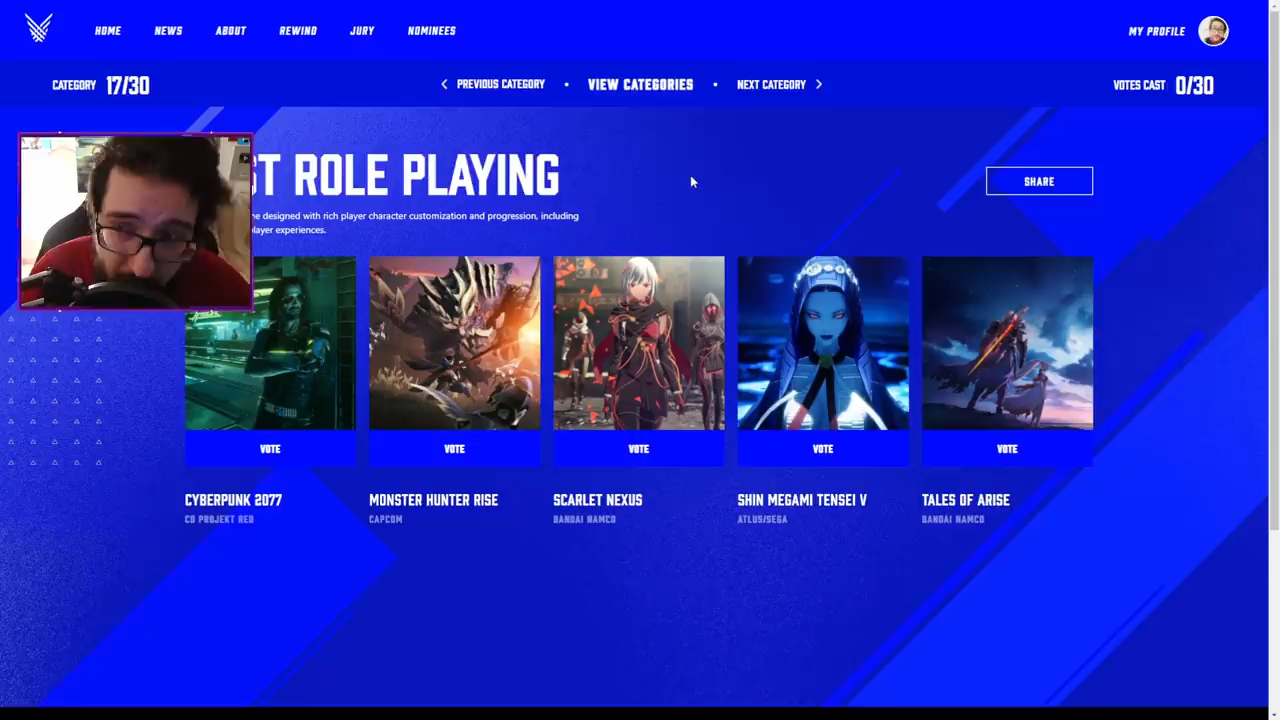 HOME NEWS ABOUT REWIND JURY NOMINEES MY PROFILE
CATEGORY 17/30 PREVIOUS CATEGORY • VIEW CATEGORIES • NEXT CATEGORY VOTES CAST 0/30
ST ROLE PLAYING
SHARE
designed with rich player character customization and progression, including
player experiences.
VOTE VOTE VOTE VOTE VOTE
CYBERPUNK 2077 MONSTER HUNTER RISE SCARLET NEXUS SHIN MEGAMI TENSEI V TALES OF ARISE
CD PROJEKT RED CAPCOM BANDAI NAMCO ATLUS/SEGA BANDAI NAMCO